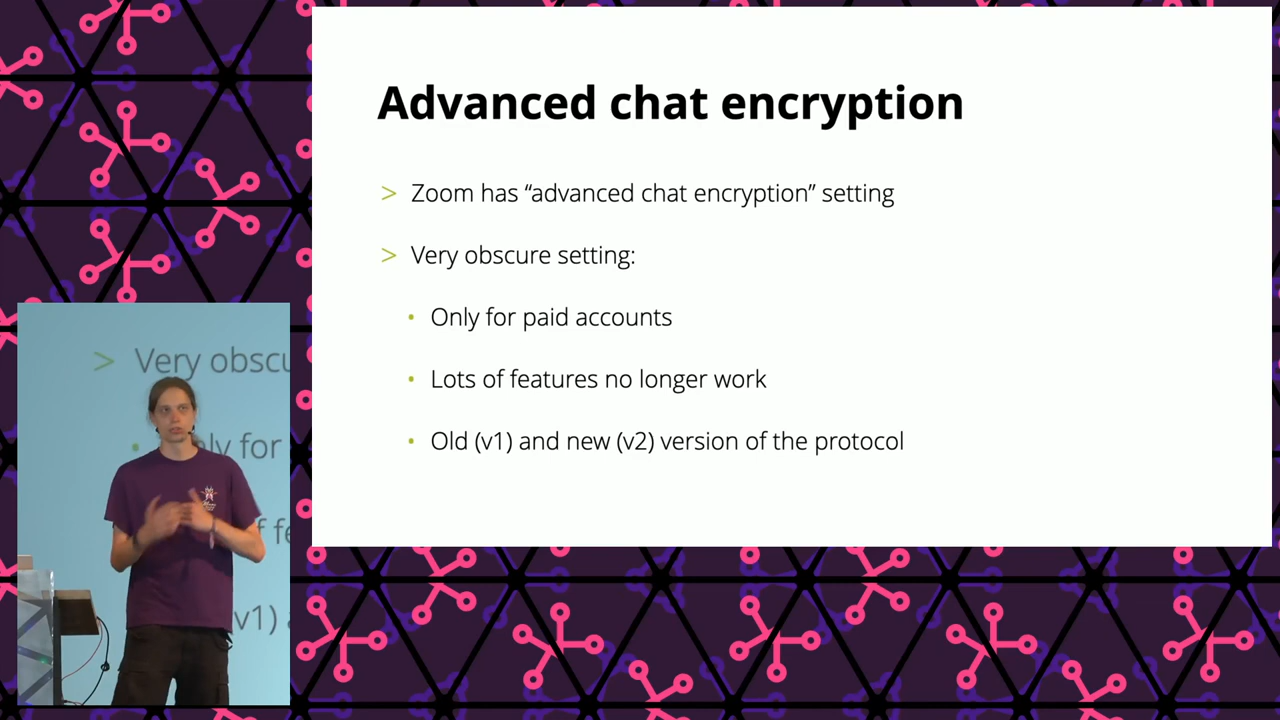 Advanced chat encryption
> Zoom has “advanced chat encryption” setting
> Very obscure setting:
• Only for paid accounts
• Lots of features no longer work
• Old (v1) and new (v2) version of the protocol
> Very obscu
• nly for
f fe
v1) a